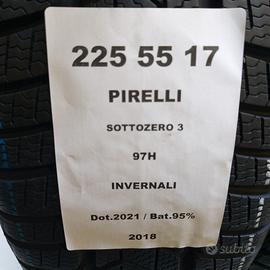 225 55 17
PIRELLI
SOTTOZERO 3
97H
INVERNALI
Dot.2021 / Bat.95%
2018
subito